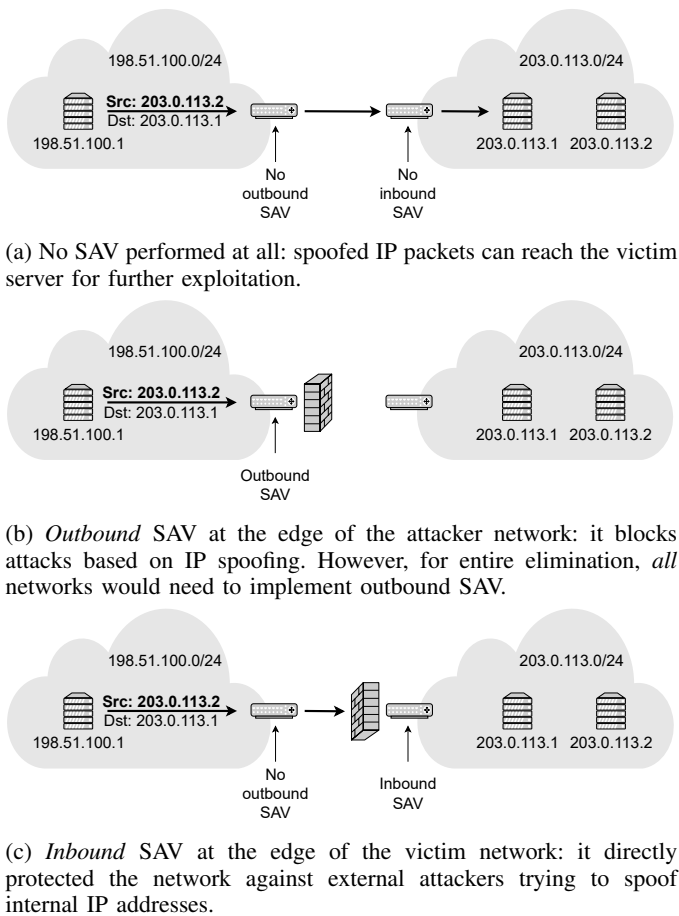 198.51.100.0/24
203.0.113.0/24
Src: 203.0.113.2
Dst: 203.0.113.1
198.51.100.1
203.0.113.1
203.0.113.2
No
outbound
SAV
No
inbound
SAV
(a) No SAV performed at all: spoofed IP packets can reach the victim
server for further exploitation.
198.51.100.0/24
203.0.113.0/24
Src: 203.0.113.2
Dst: 203.0.113.1
198.51.100.1
203.0.113.1
203.0.113.2
Outbound
SAV
(b) Outbound SAV at the edge of the attacker network: it blocks
attacks based on IP spoofing. However, for entire elimination, all
networks would need to implement outbound SAV.
198.51.100.0/24
203.0.113.0/24
Src: 203.0.113.2
Dst: 203.0.113.1
198.51.100.1
203.0.113.1
203.0.113.2
No
outbound
SAV
Inbound
SAV
(c) Inbound SAV at the edge of the victim network: it directly
protected the network against external attackers trying to spoof
internal IP addresses.